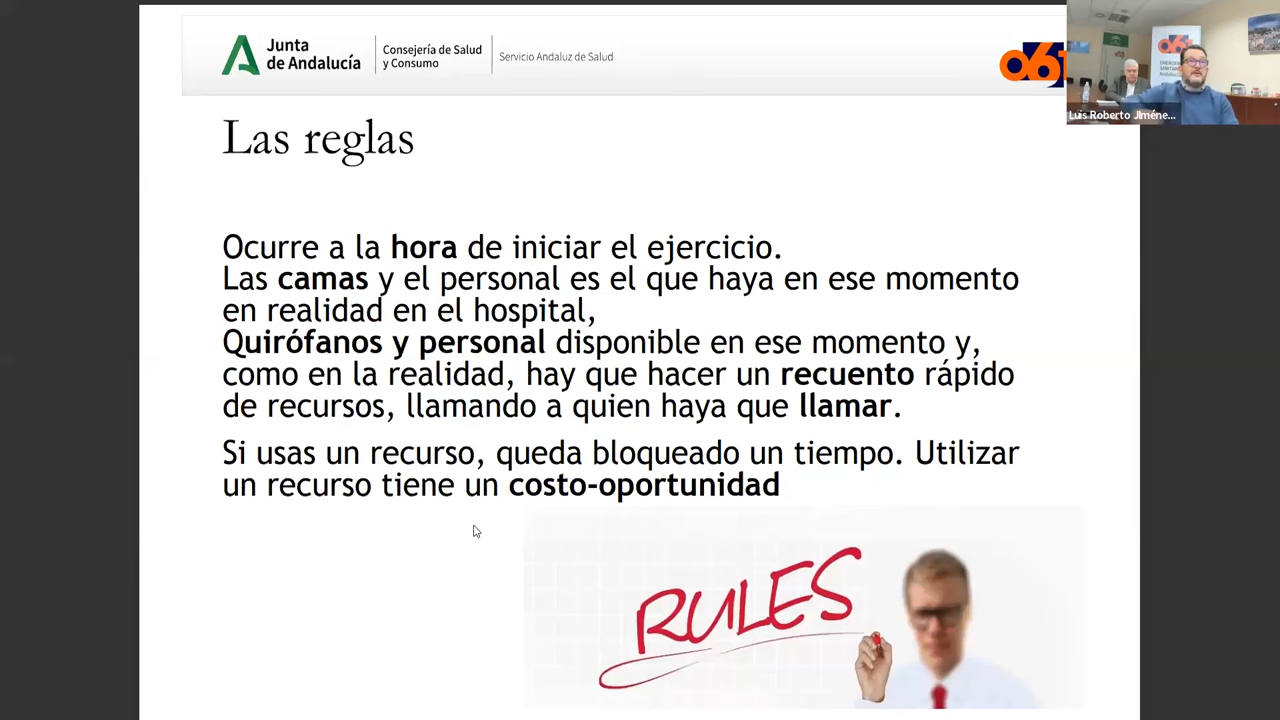 Junta
de Andalucía
Consejería de Salud
y Consumo
Servicio Andaluz de Salud
061
Luis Roberto Jiméne...
Las reglas
Ocurre a la hora de iniciar el ejercicio.
Las camas y el personal es el que haya en ese momento
en realidad en el hospital,
Quirófanos y personal disponible en ese momento y,
como en la realidad, hay que hacer un recuento rápido
de recursos, llamando a quien haya que llamar.
Si usas un recurso, queda bloqueado un tiempo. Utilizar
un recurso tiene un costo-oportunidad
RULES